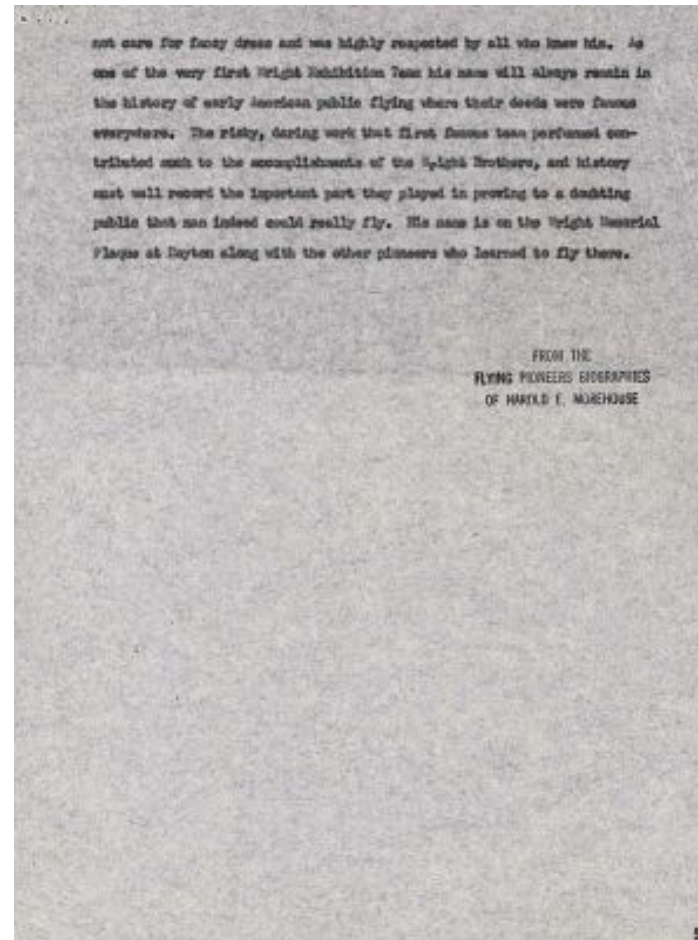 not care for fancy dress and was highly respected by all who knew him. As
one of the very first Wright Exhibition Team his name will always remain in
the history of early American public flying where their deeds were famous
everywhere. The risky, daring work that first famous team performed con-
tributed much to the accomplishments of the Wright Brothers, and history
must well record the important part they played in proving to a doubting
public that man indeed could really fly. His name is on the Wright Memorial
Plaque at Dayton along with the other pioneers who learned to fly there.
FROM THE
FLYING PIONEERS BIOGRAPHIES
OF HAROLD E. MOREHOUSE